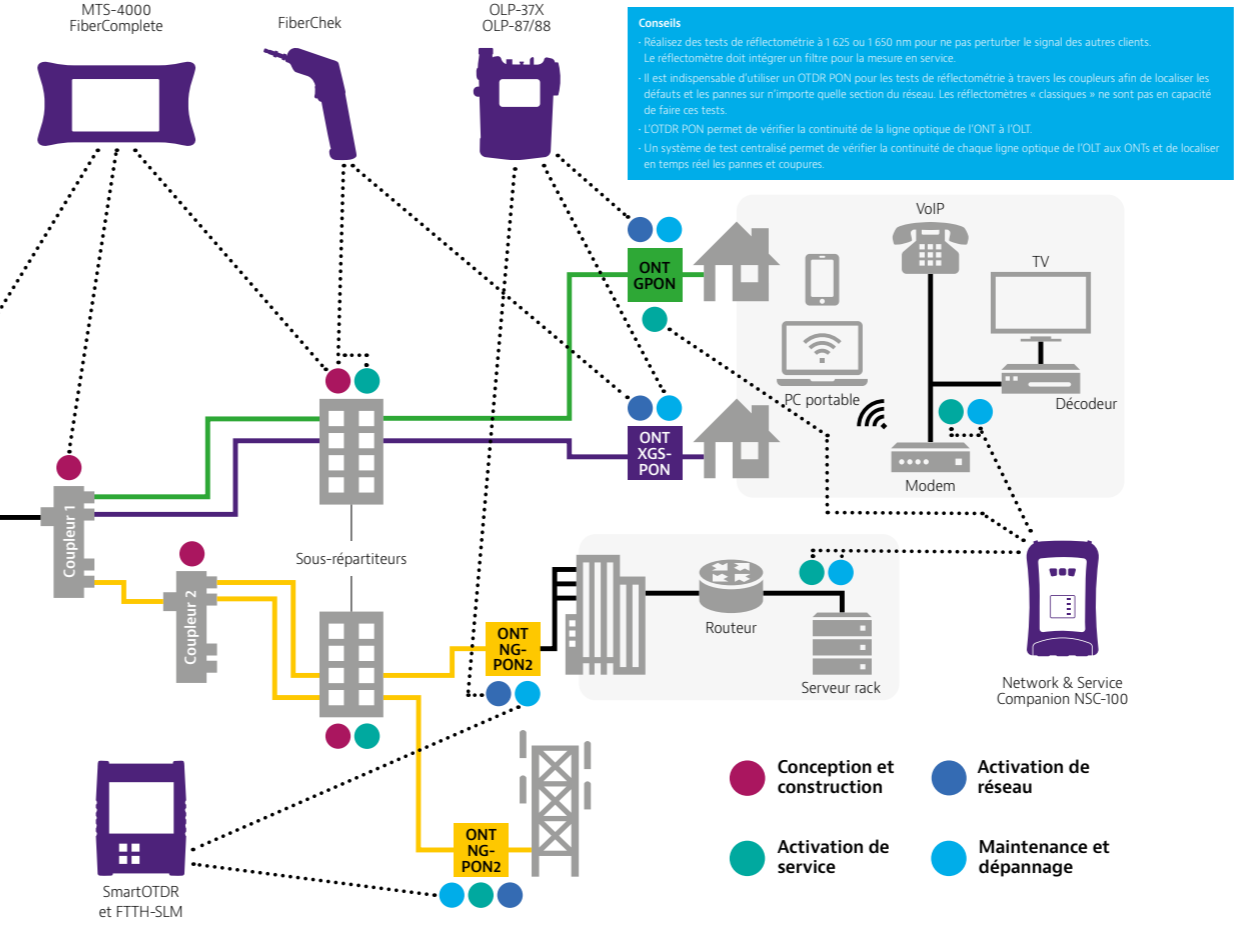 MTS-4000
FiberComplete
FiberChek
OLP-37X
OLP-87/88
Conseils
· Réalisez des tests de réflectométrie à 1 625 ou 1 650 nm pour ne pas perturber le signal des autres clients.
Le réflectomètre doit intégrer un filtre pour la mesure en service.
· Il est indispensable d'utiliser un OTDR PON pour les tests de réflectométrie à travers les coupleurs afin de localiser les
défauts et les pannes sur n'importe quelle section du réseau. Les réflectomètres « classiques » ne sont pas en capacité
de faire ces tests.
· L'OTDR PON permet de vérifier la continuité de la ligne optique de l'ONT à l'OLT.
· Un système de test centralisé permet de vérifier la continuité de chaque ligne optique de l'OLT aux ONTs et de localiser
en temps réel les pannes et coupures.
VoIP
TV
ONT
GPON
PC portable
Décodeur
ONT
XGS-
PON
Modem
Coupleur 1
Sous-répartiteurs
Coupleur 2
ONT
NG-
PON2
Routeur
Serveur rack
Network & Service
Companion NSC-100
Conception et
construction
Activation de
réseau
Activation de
service
Maintenance et
dépannage
ONT
NG-
PON2
SmartOTDR
et FTTH-SLM